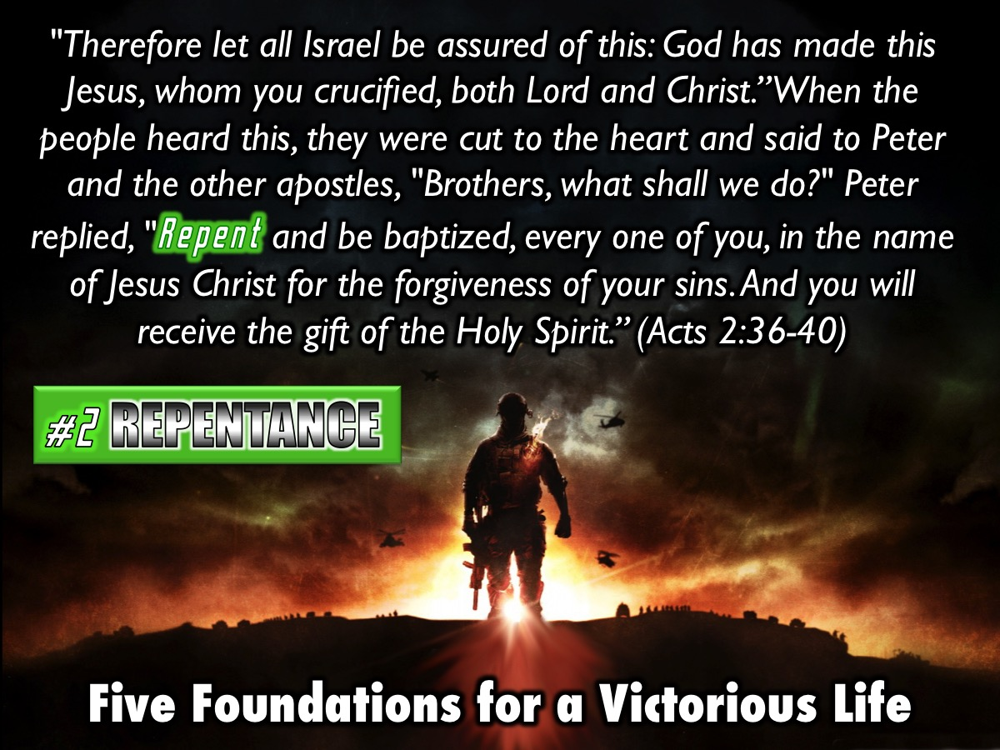 "Therefore let all Israel be assured of this: God has made this
Jesus, whom you crucified, both Lord and Christ.” When the
people heard this, they were cut to the heart and said to Peter
and the other apostles, "Brothers, what shall we do?" Peter
replied, "Repent and be baptized, every one of you, in the name
of Jesus Christ for the forgiveness of your sins. And you will
receive the gift of the Holy Spirit.” (Acts 2:36-40)
#2 REPENTANCE
Five Foundations for a Victorious Life